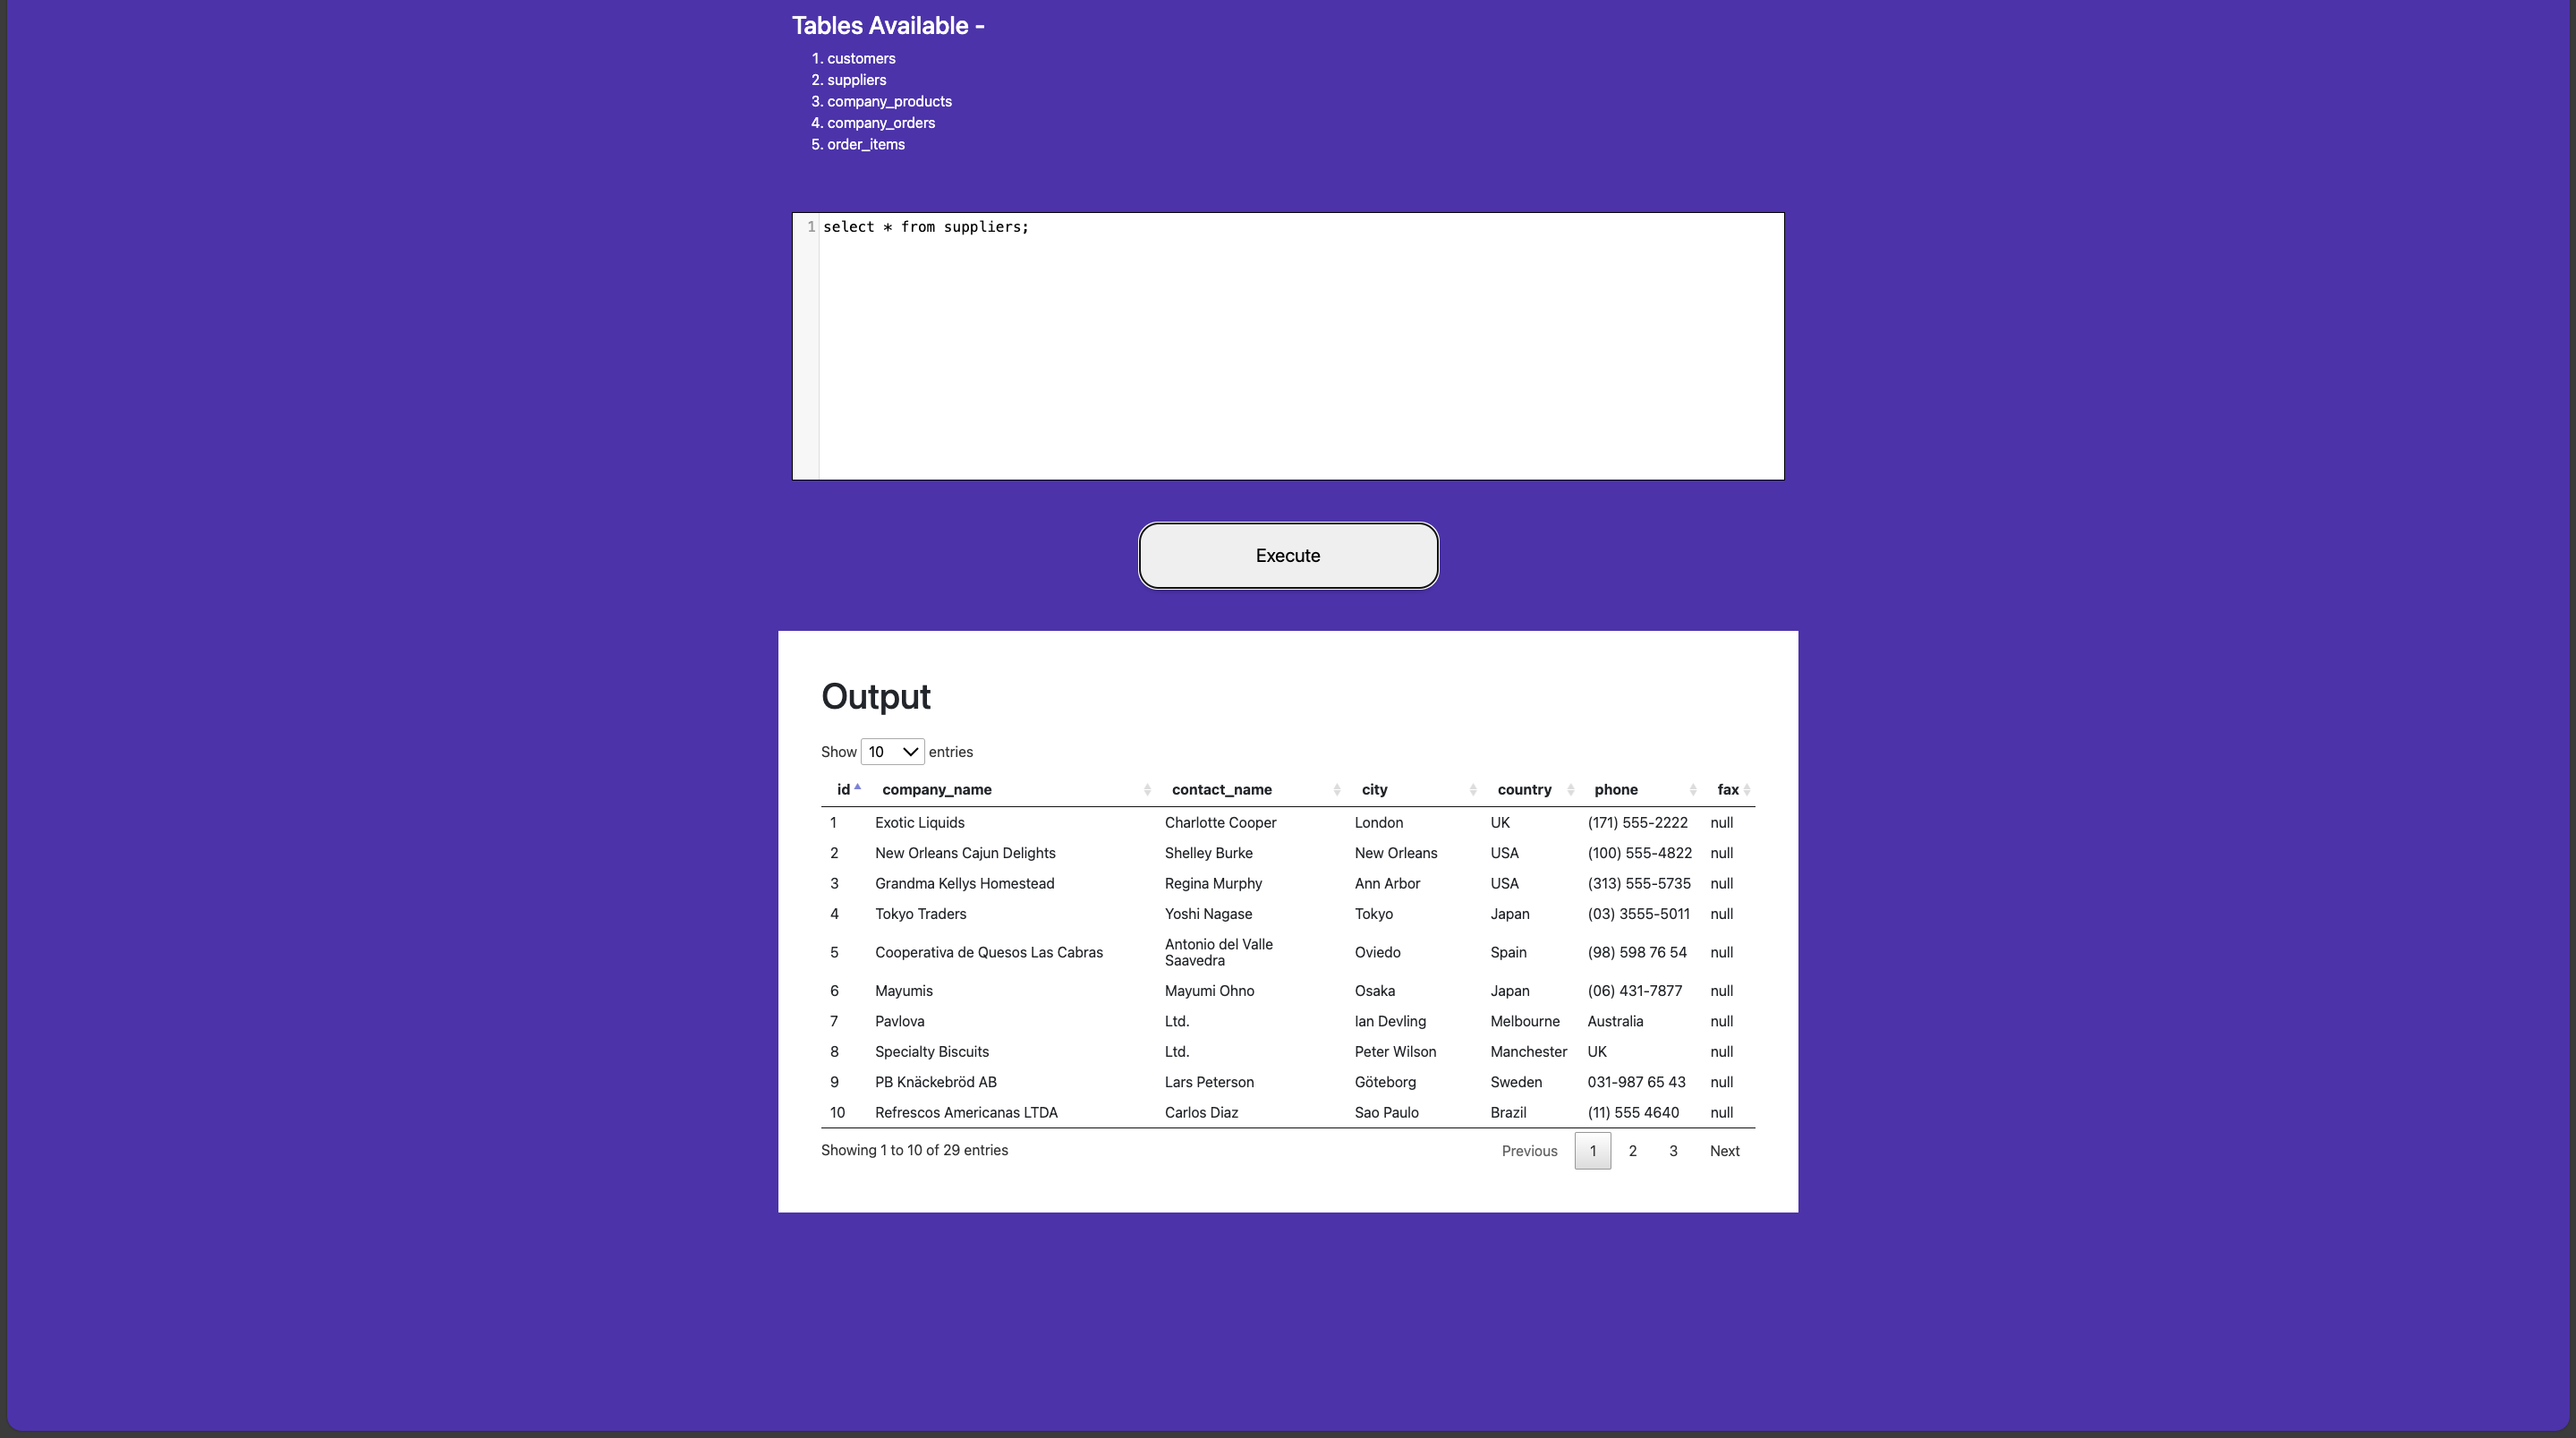 Tables Available -
1. customers
2. suppliers
3. company_products
4. company_orders
5. order_items
1 select * from suppliers;
Execute
Output
Show 10 entries
id company_name contact_name city country phone fax
1 Exotic Liquids Charlotte Cooper London UK (171) 555-2222 null
2 New Orleans Cajun Delights Shelley Burke New Orleans USA (100) 555-4822 null
3 Grandma Kellys Homestead Regina Murphy Ann Arbor USA (313) 555-5735 null
4 Tokyo Traders Yoshi Nagase Tokyo Japan (03) 3555-5011 null
5 Cooperativa de Quesos Las Cabras Antonio del Valle Saavedra Oviedo Spain (98) 598 76 54 null
6 Mayumis Mayumi Ohno Osaka Japan (06) 431-7877 null
7 Pavlova Ltd. Ian Devling Melbourne Australia null
8 Specialty Biscuits Ltd. Peter Wilson Manchester UK null
9 PB Knäckebröd AB Lars Peterson Göteborg Sweden 031-987 65 43 null
10 Refrescos Americanas LTDA Carlos Diaz Sao Paulo Brazil (11) 555 4640 null
Showing 1 to 10 of 29 entries Previous 1 2 3 Next